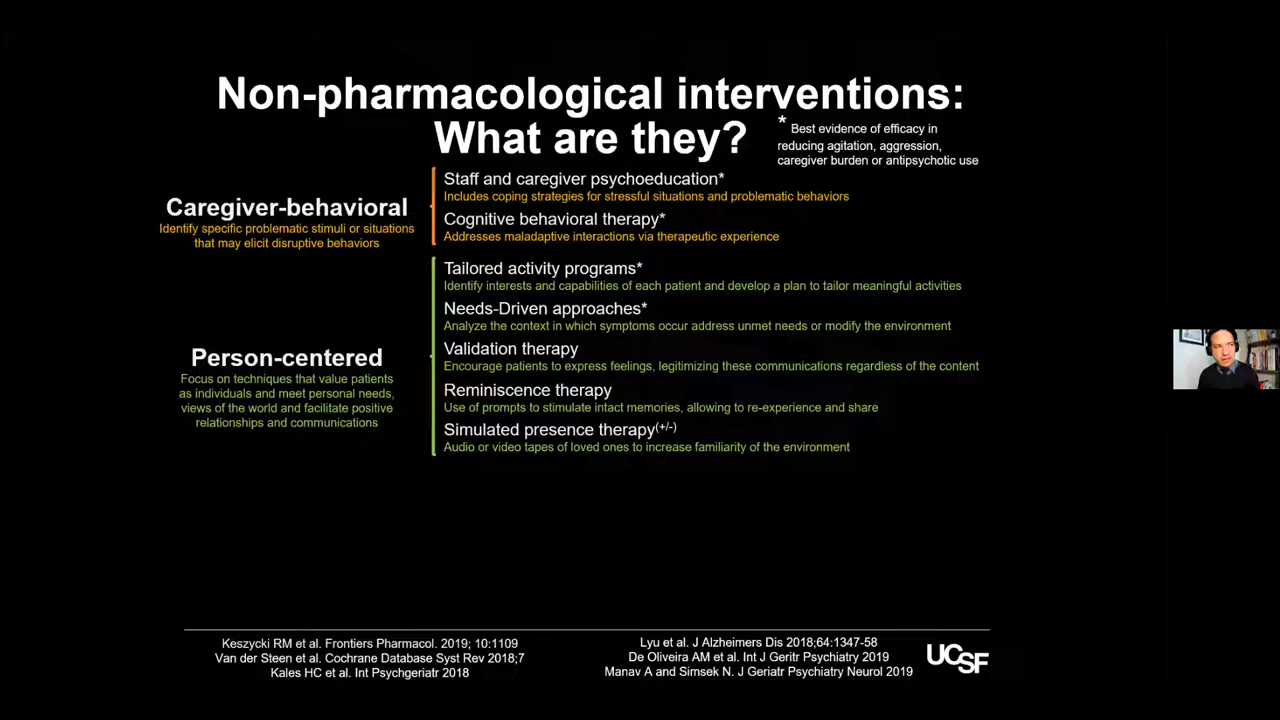 Non-pharmacological interventions:
What are they?
* Best evidence of efficacy in
reducing agitation, aggression,
caregiver burden or antipsychotic use
Caregiver-behavioral
Identify specific problematic stimuli or situations
that may elicit disruptive behaviors
Staff and caregiver psychoeducation*
Includes coping strategies for stressful situations and problematic behaviors
Cognitive behavioral therapy*
Addresses maladaptive interactions via therapeutic experience
Person-centered
Focus on techniques that value patients
as individuals and meet personal needs,
views of the world and facilitate positive
relationships and communications
Tailored activity programs*
Identify interests and capabilities of each patient and develop a plan to tailor meaningful activities
Needs-Driven approaches*
Analyze the context in which symptoms occur address unmet needs or modify the environment
Validation therapy
Encourage patients to express feelings, legitimizing these communications regardless of the content
Reminiscence therapy
Use of prompts to stimulate intact memories, allowing to re-experience and share
Simulated presence therapy(+/-)
Audio or video tapes of loved ones to increase familiarity of the environment
Keszycki RM et al. Frontiers Pharmacol. 2019; 10:1109
Van der Steen et al. Cochrane Database Syst Rev 2018;7
Kales HC et al. Int Psychgeriatr 2018
Lyu et al. J Alzheimers Dis 2018;64:1347-58
De Oliveira AM et al. Int J Geritr Psychiatry 2019
Manav A and Simsek N. J Geriatr Psychiatry Neurol 2019
UCSF